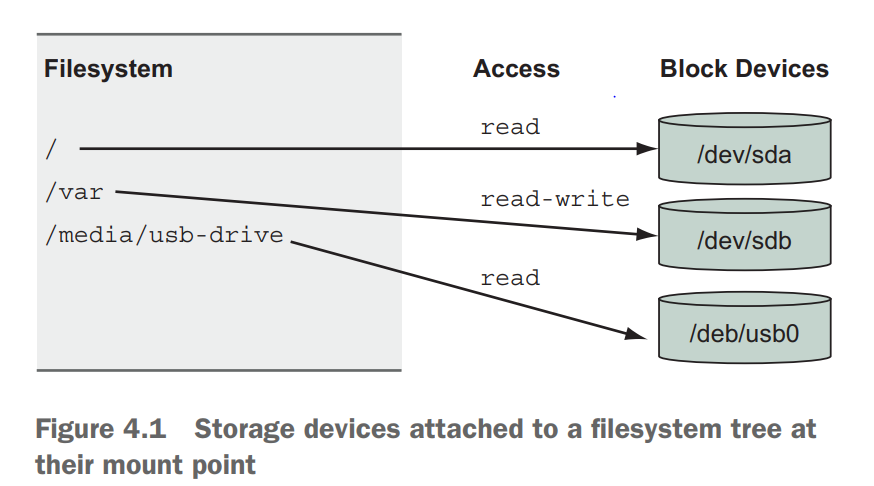 Filesystem Access Block Devices
/ read /dev/sda
/var read-write /dev/sdb
/media/usb-drive read /deb/usb0
Figure 4.1 Storage devices attached to a filesystem tree at
their mount point